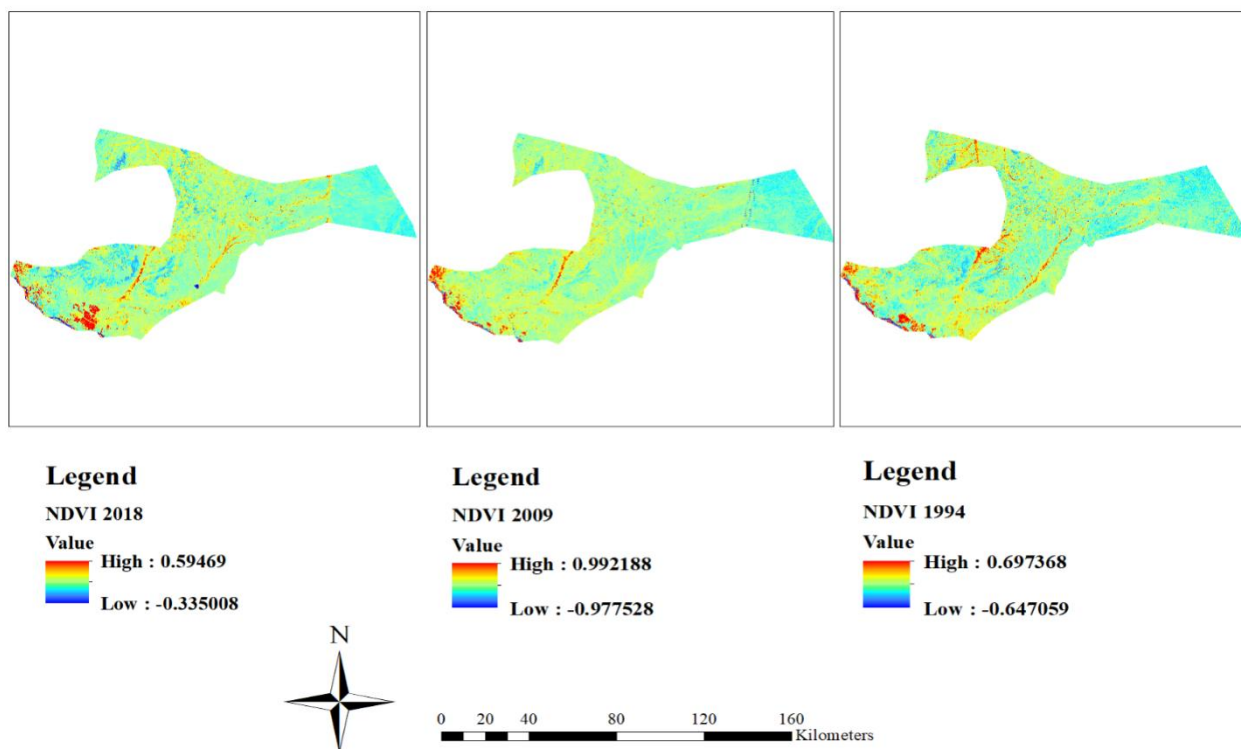 Legend
NDVI 2018
Value
High : 0.59469
Low : -0.335008
Legend
NDVI 2009
Value
High : 0.992188
Low : -0.977528
Legend
NDVI 1994
Value
High : 0.697368
Low : -0.647059
N
0 20 40 80 120 160
Kilometers